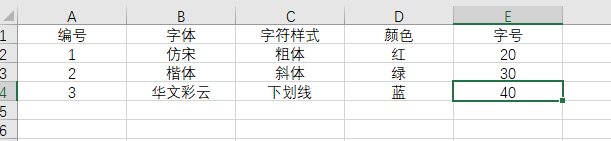 A B C D E
1 编号 字体 字符样式 颜色 字号
2 1 仿宋 粗体 红 20
3 2 楷体 斜体 绿 30
4 3 华文彩云 下划线 蓝 40
5
6